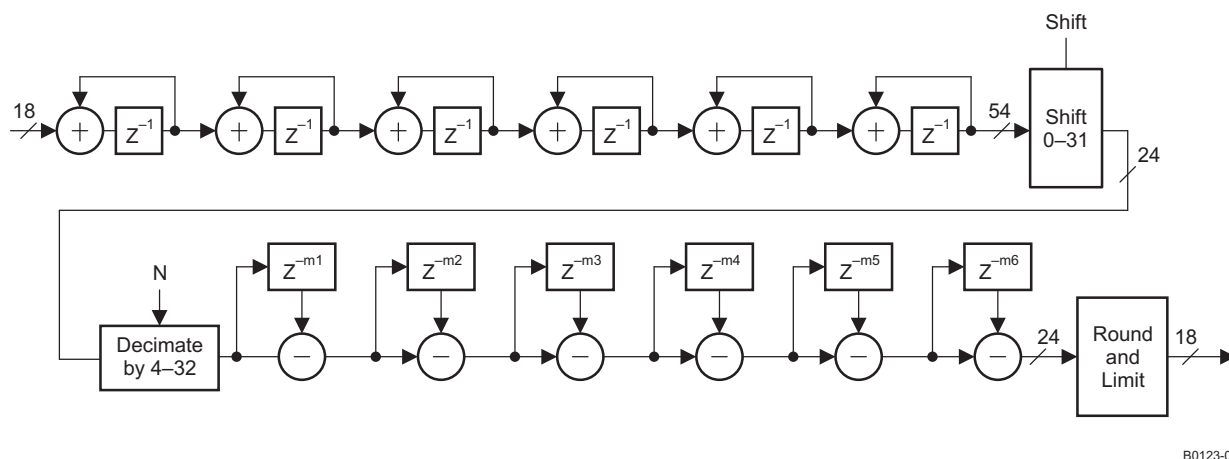 Shift
18
+
z–1
+
z–1
+
z–1
+
z–1
+
z–1
+
z–1
54
Shift
0–31
24
N
Decimate
by 4–32
z–m1
–
z–m2
–
z–m3
–
z–m4
–
z–m5
–
z–m6
–
24
Round
and
Limit
18